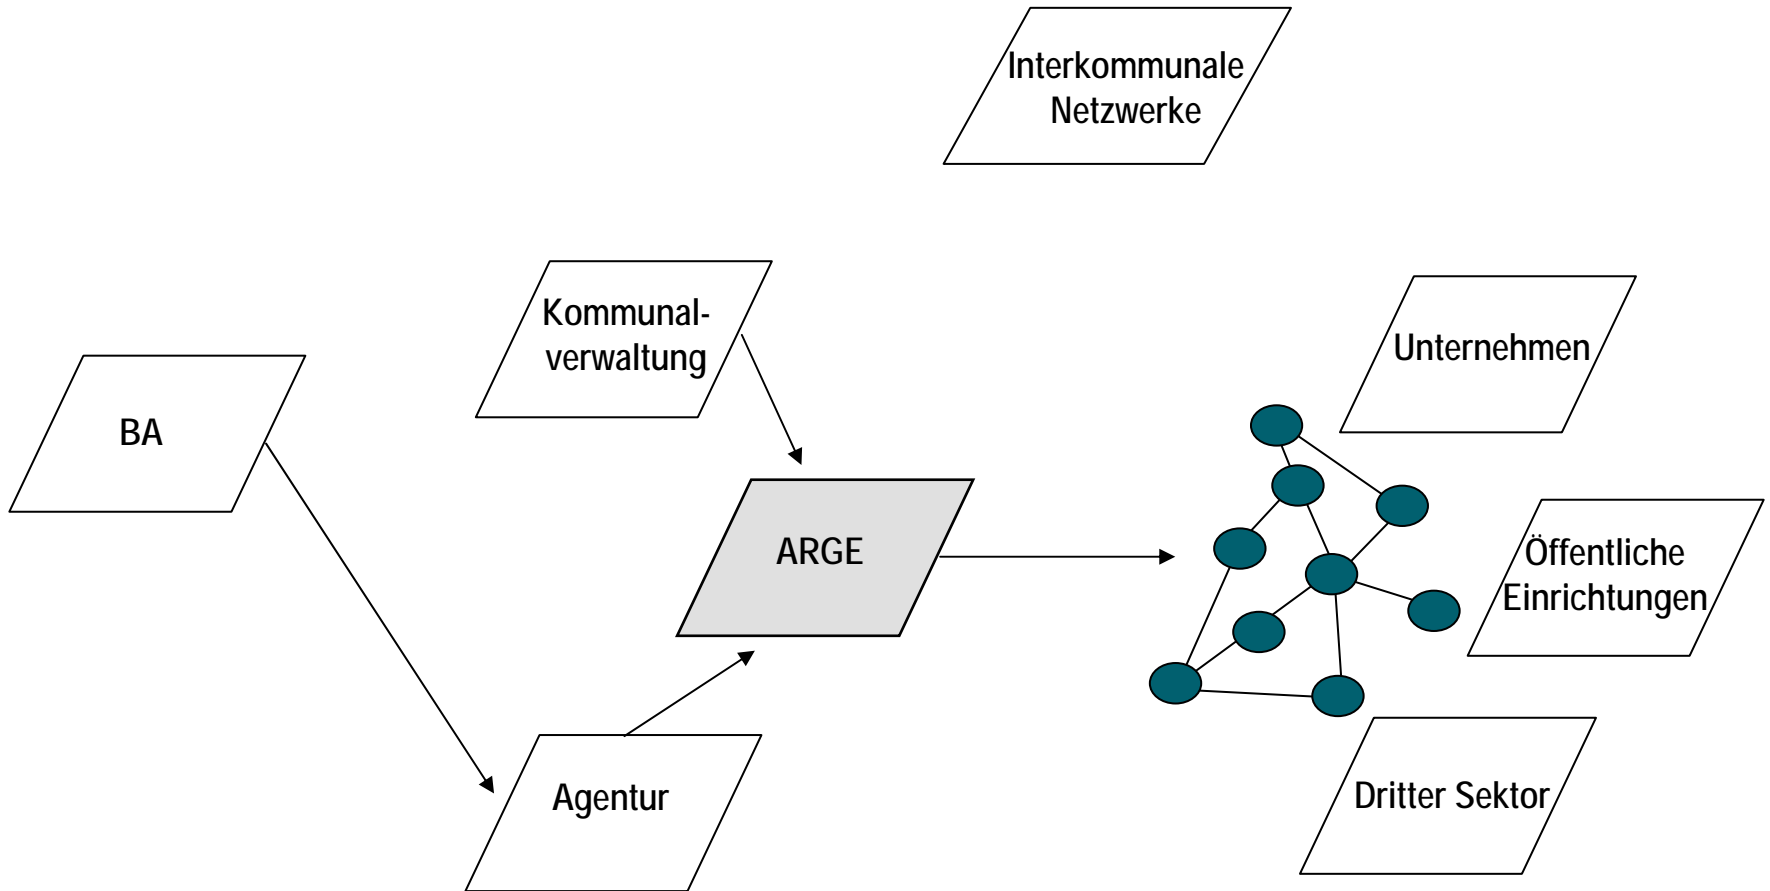 Interkommunale
Netzwerke
Kommunal-
verwaltung
Unternehmen
BA
ARGE
Öffentliche
Einrichtungen
Agentur
Dritter Sektor